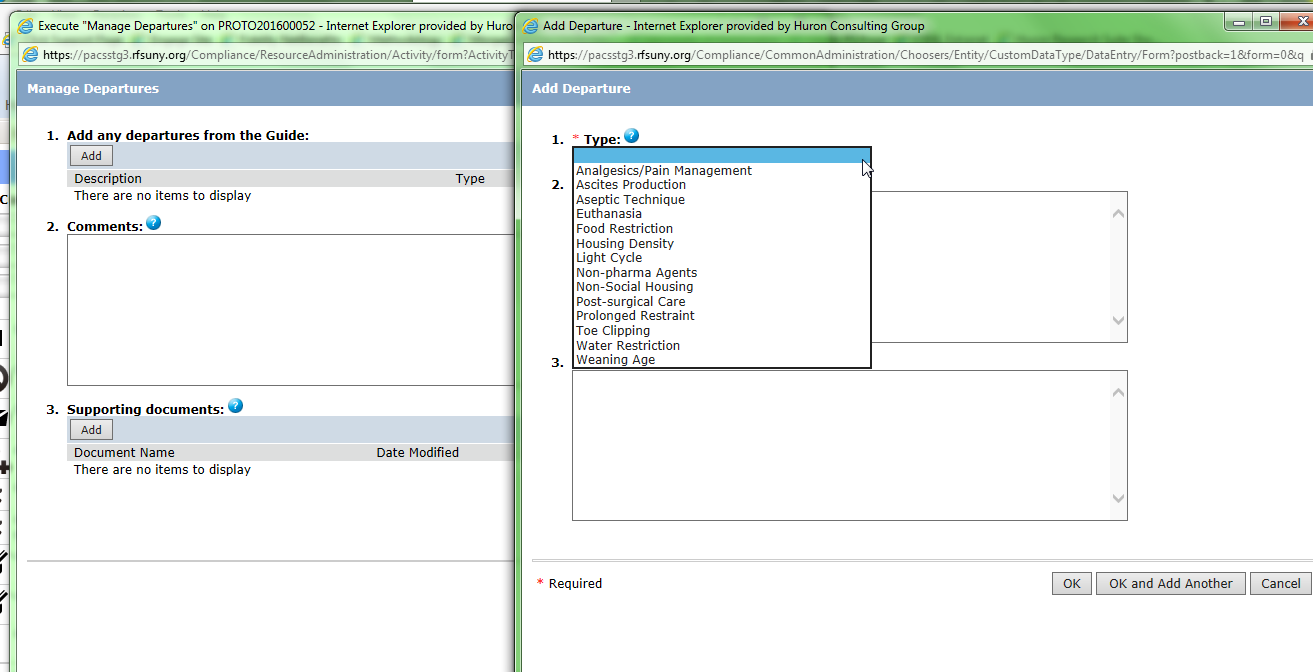 Execute "Manage Departures" on PROTO201600052 - Internet Explorer provided by Huro
https://pacsstg3.rfsuny.org/Compliance/ResourceAdministration/Activity/form?ActivityT
Manage Departures
1. Add any departures from the Guide:
Add
Description Type
There are no items to display
2. Comments: ?
3. Supporting documents: ?
Add
Document Name Date Modified
There are no items to display
Add Departure - Internet Explorer provided by Huron Consulting Group
https://pacsstg3.rfsuny.org/Compliance/CommonAdministration/Choosers/Entity/CustomDataType/DataEntry/Form?postback=1&form=0&q
Add Departure
1. * Type: ?
Analgesics/Pain Management
Ascites Production
Aseptic Technique
Euthanasia
Food Restriction
Housing Density
Light Cycle
Non-pharma Agents
Non-Social Housing
Post-surgical Care
Prolonged Restraint
Toe Clipping
Water Restriction
Weaning Age
2.
3.
* Required
OK OK and Add Another Cancel